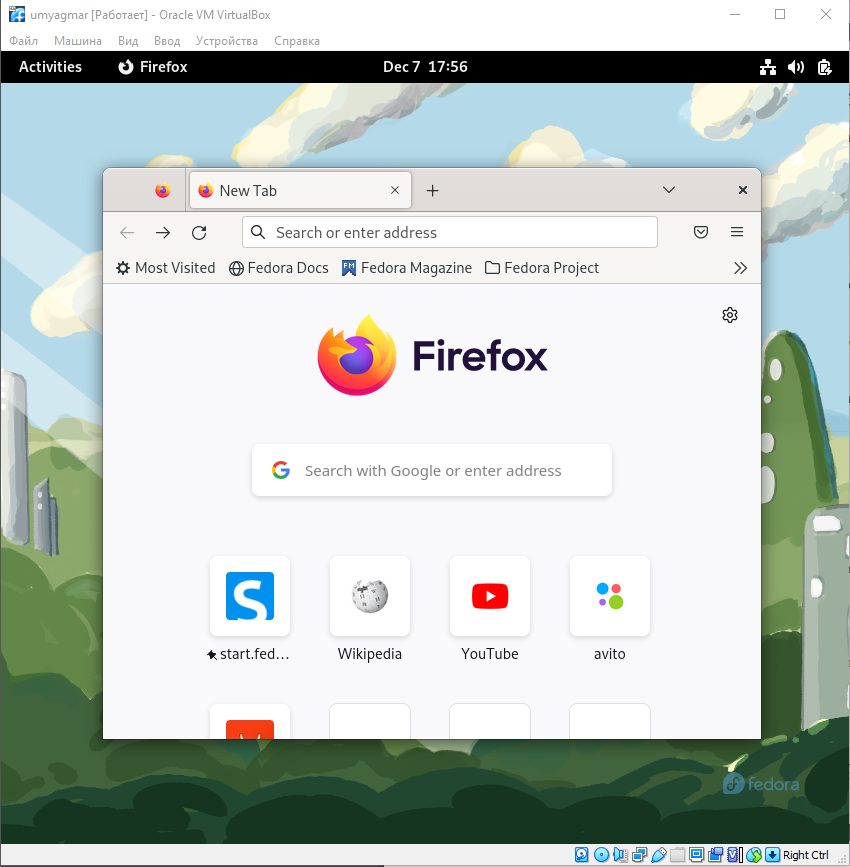 umyagmar [Работает] - Oracle VM VirtualBox
Файл Машина Вид Ввод Устройства Справка
Activities Firefox Dec 7 17:56
New Tab
Search or enter address
Most Visited Fedora Docs FM Fedora Magazine Fedora Project
Firefox
G Search with Google or enter address
S
start.fed… Wikipedia YouTube avito
fedora
Right Ctrl